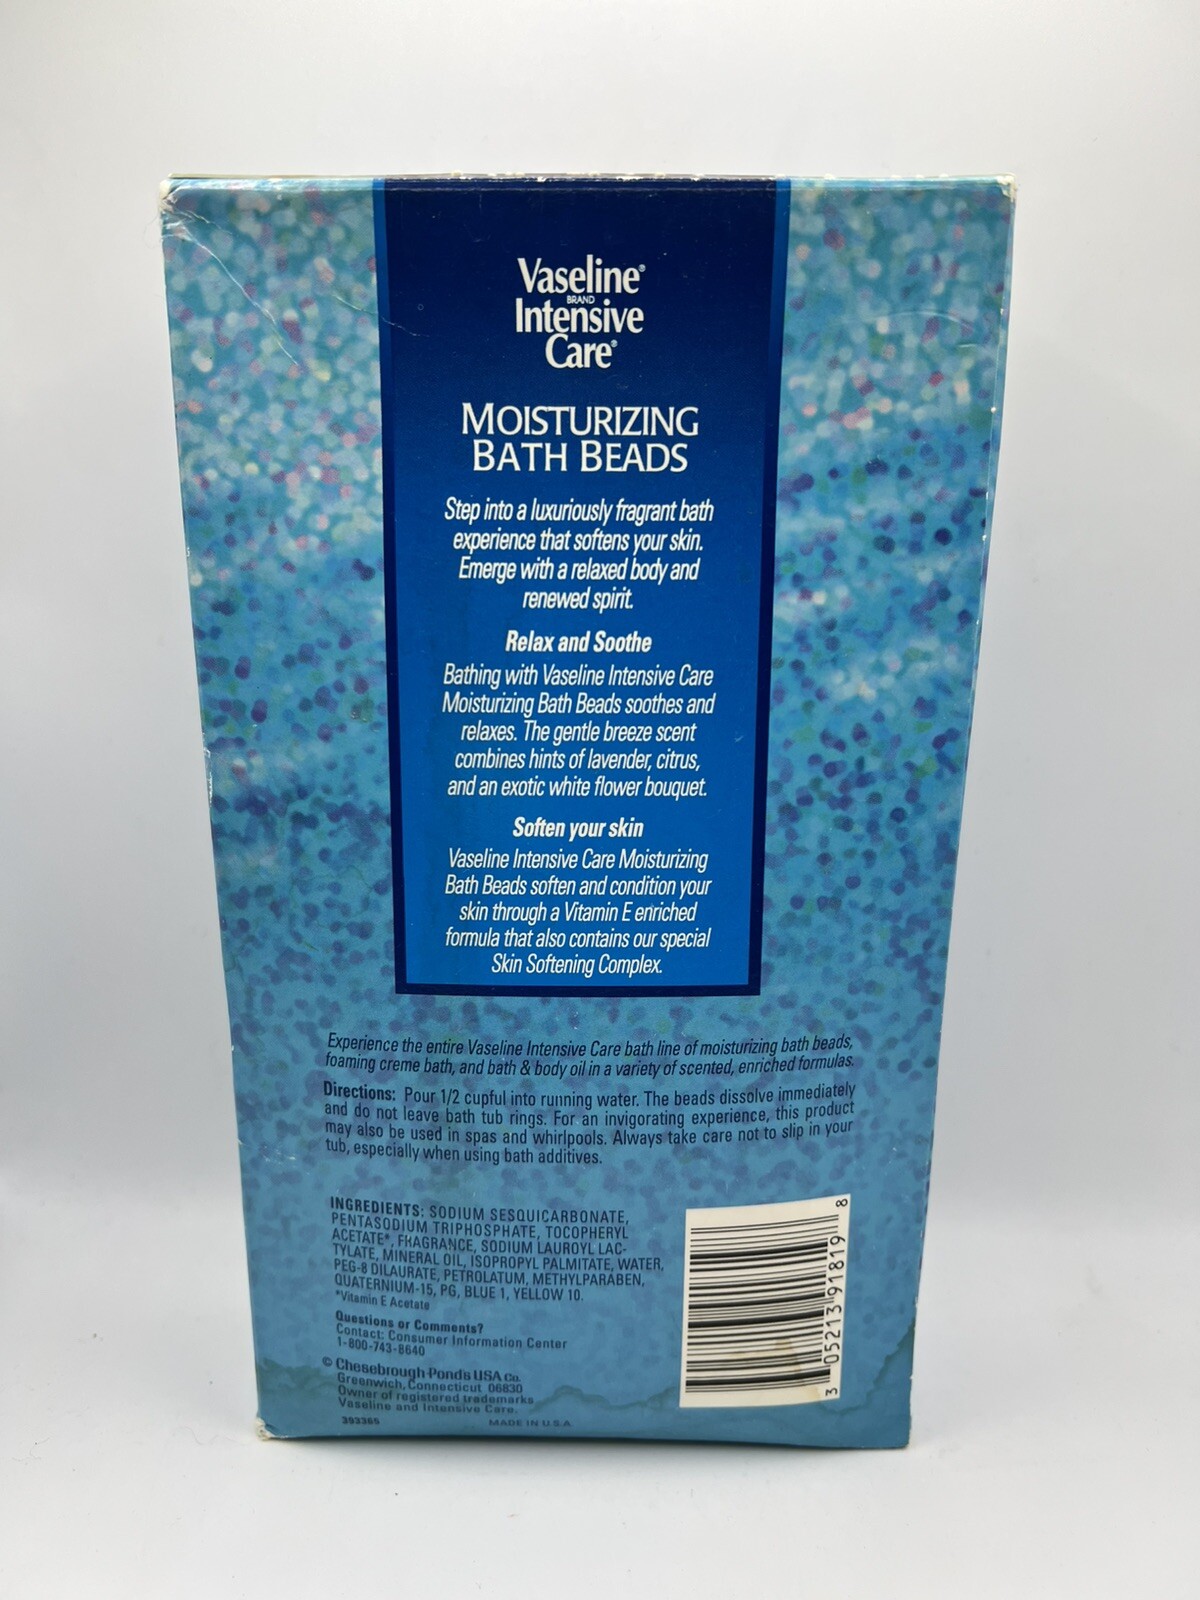 Vaseline®
BRAND
Intensive
Care®
MOISTURIZING
BATH BEADS
Step into a luxuriously fragrant bath
experience that softens your skin.
Emerge with a relaxed body and
renewed spirit.
Relax and Soothe
Bathing with Vaseline Intensive Care
Moisturizing Bath Beads soothes and
relaxes. The gentle breeze scent
combines hints of lavender, citrus,
and an exotic white flower bouquet.
Soften your skin
Vaseline Intensive Care Moisturizing
Bath Beads soften and condition your
skin through a Vitamin E enriched
formula that also contains our special
Skin Softening Complex.
Experience the entire Vaseline Intensive Care bath line of moisturizing bath beads,
foaming creme bath, and bath & body oil in a variety of scented, enriched formulas.
Directions: Pour 1/2 cupful into running water. The beads dissolve immediately
and do not leave bath tub rings. For an invigorating experience, this product
may also be used in spas and whirlpools. Always take care not to slip in your
tub, especially when using bath additives.
INGREDIENTS: SODIUM SESQUICARBONATE,
PENTASODIUM TRIPHOSPHATE, TOCOPHERYL
ACETATE*, FRAGRANCE, SODIUM LAUROYL LAC-
TYLATE, MINERAL OIL, ISOPROPYL PALMITATE, WATER,
PEG-8 DILAURATE, PETROLATUM, METHYLPARABEN,
QUATERNIUM-15, PG, BLUE 1, YELLOW 10.
*Vitamin E Acetate
Questions or Comments?
Contact: Consumer Information Center
1-800-743-8640
© Chesebrough-Pond's USA Co.
Greenwich, Connecticut 06830
Owner of registered trademarks
Vaseline and Intensive Care.
393365
MADE IN U.S.A.
3 05213 91819 8